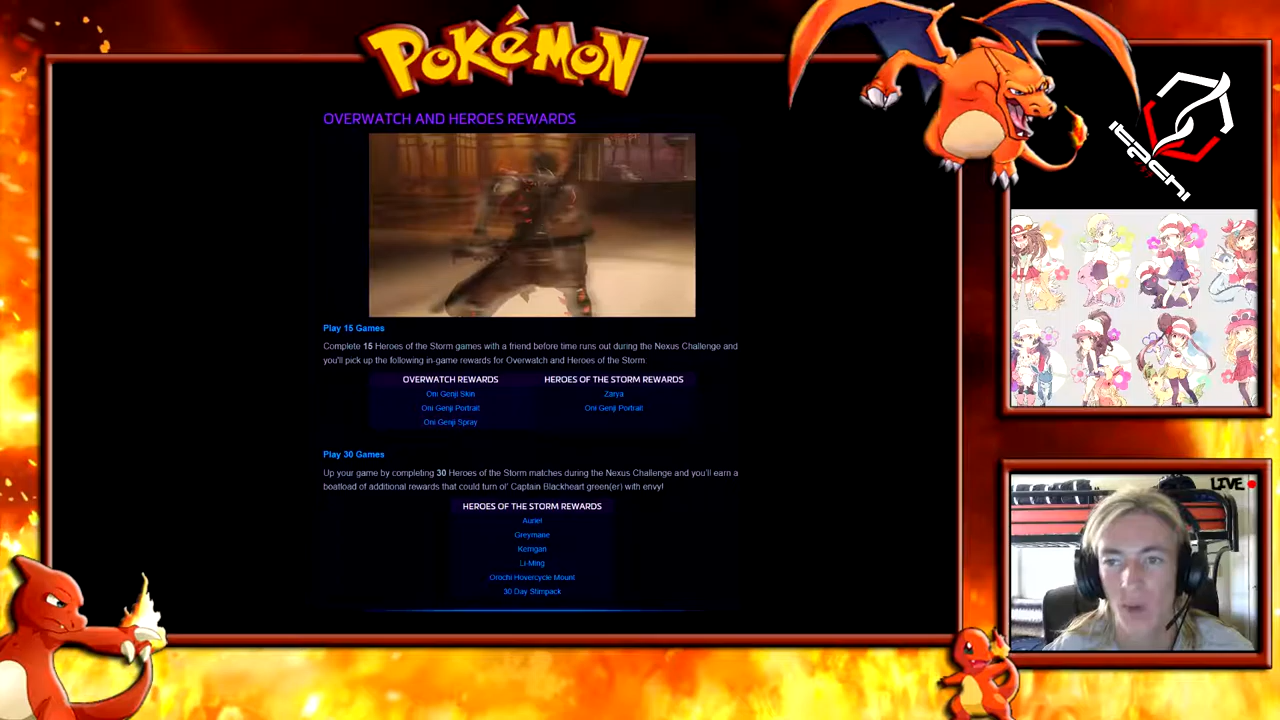 POKéMON
OVERWATCH AND HEROES REWARDS
itachi
Play 15 Games
Complete 15 Heroes of the Storm games with a friend before time runs out during the Nexus Challenge and
you'll pick up the following in-game rewards for Overwatch and Heroes of the Storm:
OVERWATCH REWARDS
Oni Genji Skin
Oni Genji Portrait
Oni Genji Spray
HEROES OF THE STORM REWARDS
Zarya
Oni Genji Portrait
Play 30 Games
Up your game by completing 30 Heroes of the Storm matches during the Nexus Challenge and you'll earn a
boatload of additional rewards that could turn ol' Captain Blackheart green(er) with envy!
HEROES OF THE STORM REWARDS
Auriel
Greymane
Kerrigan
Li-Ming
Orochi Hovercycle Mount
30 Day Stimpack
LIVE